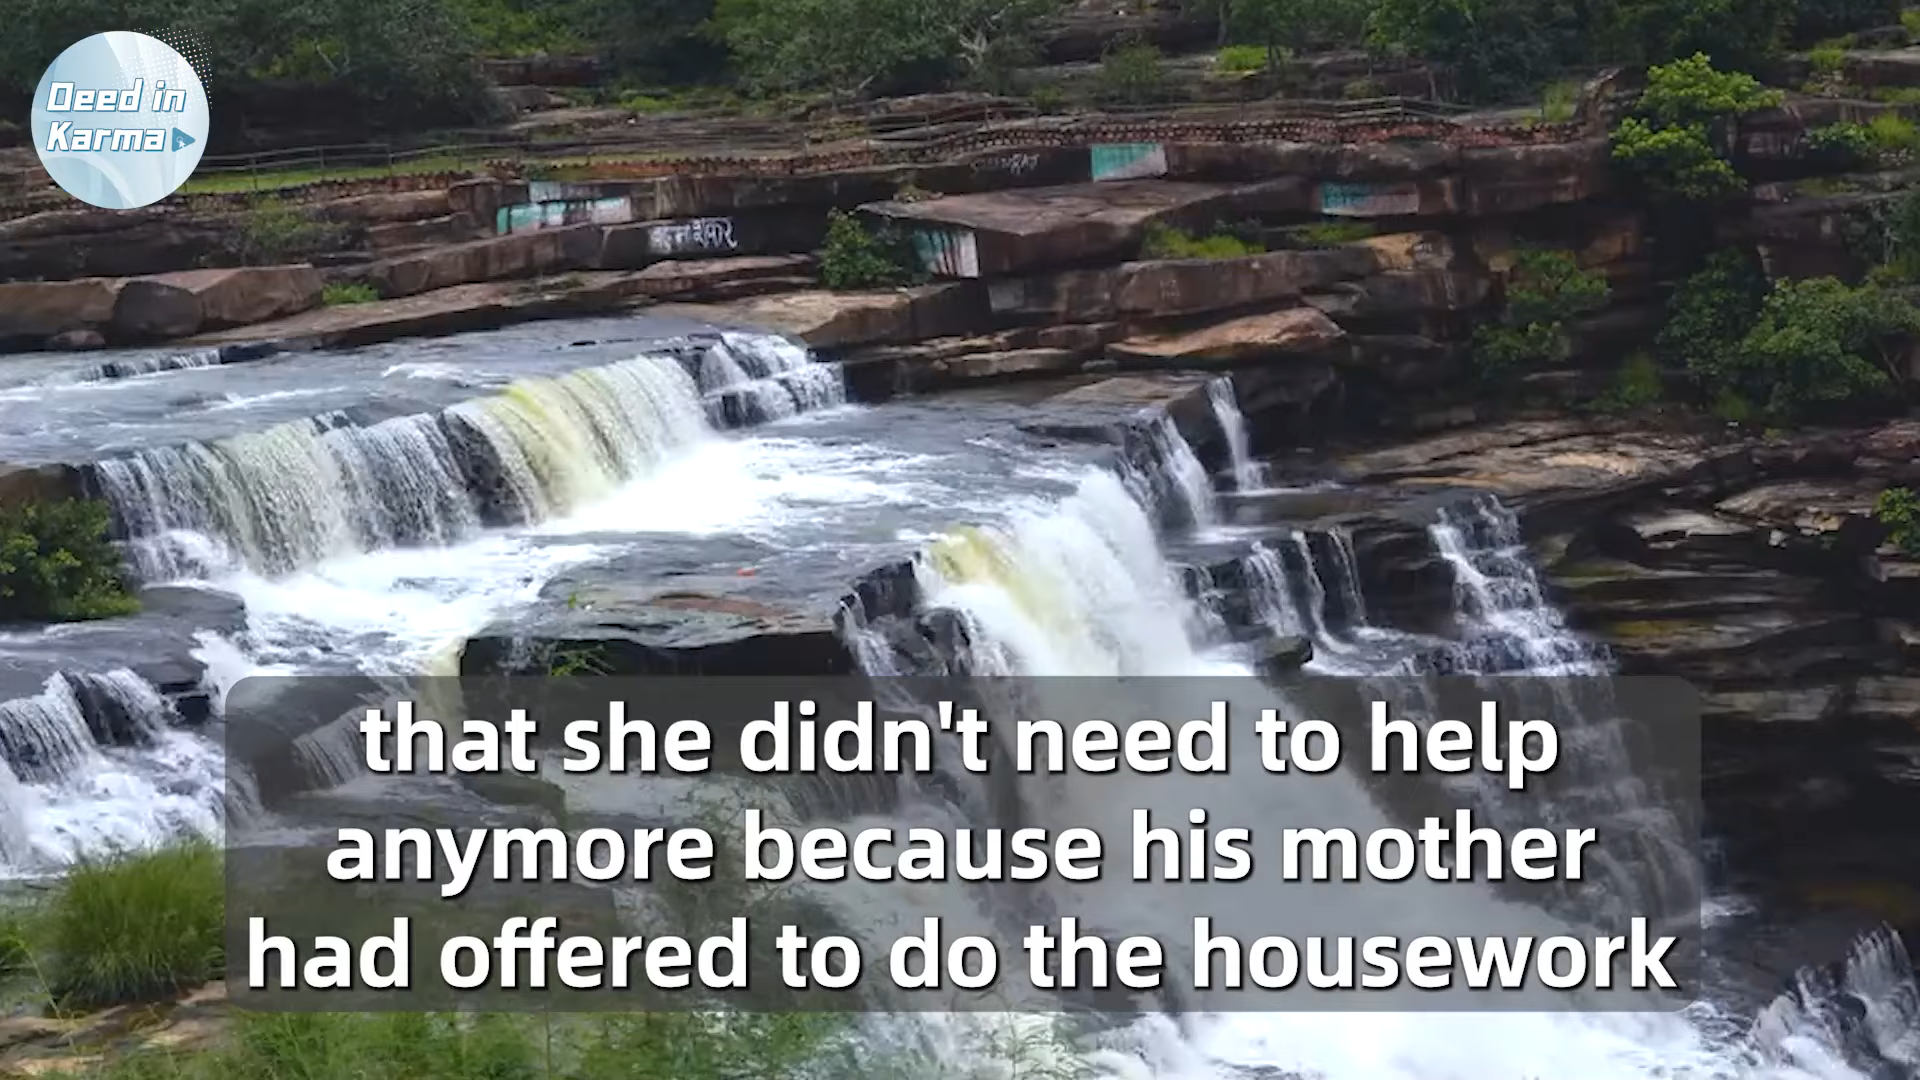 Deed in
Karma
that she didn't need to help
anymore because his mother
had offered to do the housework